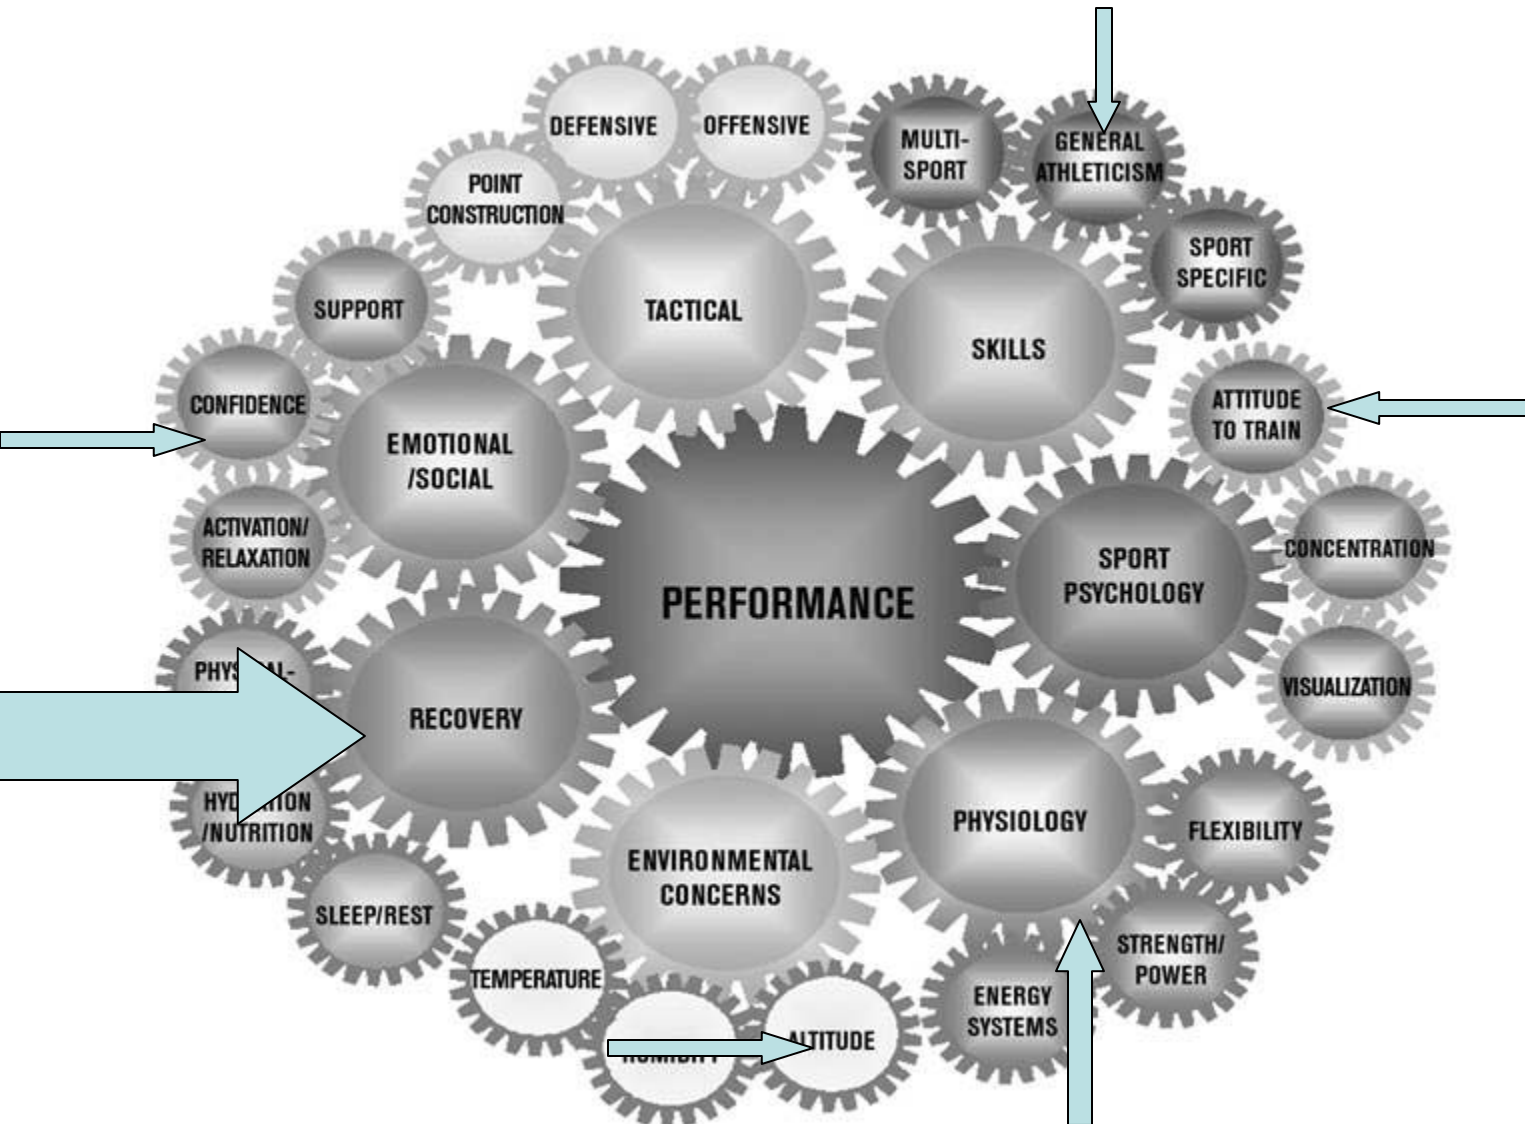 DEFENSIVE
OFFENSIVE
MULTI-
SPORT
GENERAL
ATHLETICISM
POINT
CONSTRUCTION
SPORT
SPECIFIC
SUPPORT
TACTICAL
SKILLS
CONFIDENCE
EMOTIONAL
/SOCIAL
ATTITUDE
TO TRAIN
ACTIVATION/
RELAXATION
CONCENTRATION
SPORT
PSYCHOLOGY
PERFORMANCE
VISUALIZATION
RECOVERY
/NUTRITION
PHYSIOLOGY
FLEXIBILITY
ENVIRONMENTAL
CONCERNS
SLEEP/REST
STRENGTH/
POWER
TEMPERATURE
ENERGY
SYSTEMS
ALTITUDE